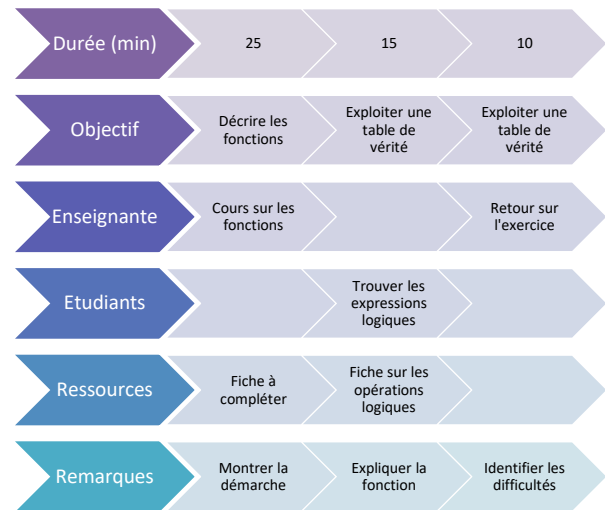 Durée (min)
25
15
10
Objectif
Décrire les
fonctions
Exploiter une
table de
vérité
Exploiter une
table de
vérité
Enseignante
Cours sur les
fonctions
Retour sur
l'exercice
Etudiants
Trouver les
expressions
logiques
Ressources
Fiche à
compléter
Fiche sur les
opérations
logiques
Remarques
Montrer la
démarche
Expliquer la
fonction
Identifier les
difficultés